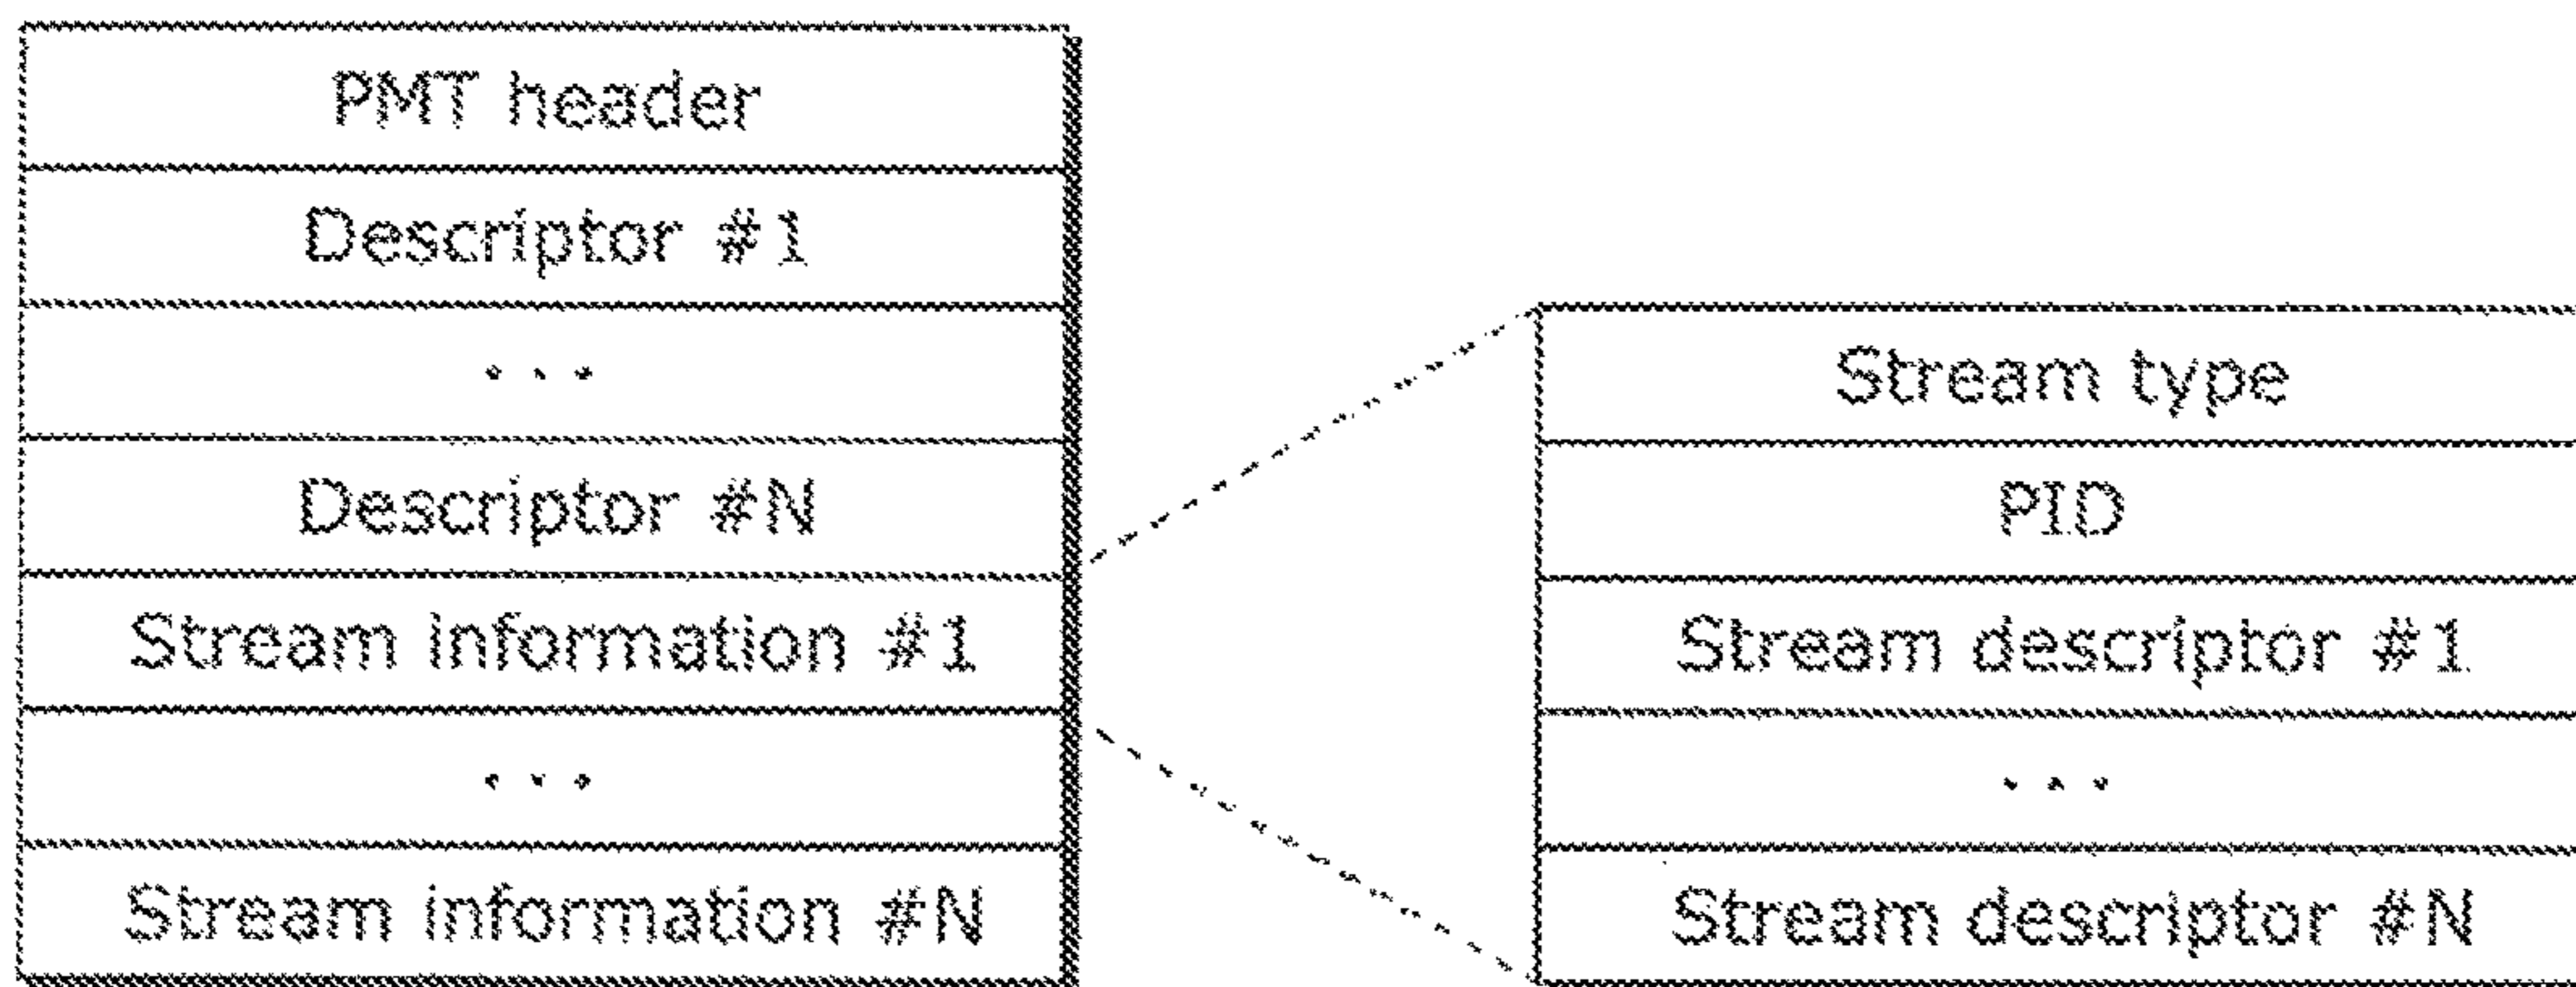 PMT header
Descriptor #1
...
Descriptor #N
Stream information #1
...
Stream information #N
Stream type
PID
Stream descriptor #1
...
Stream descriptor #N